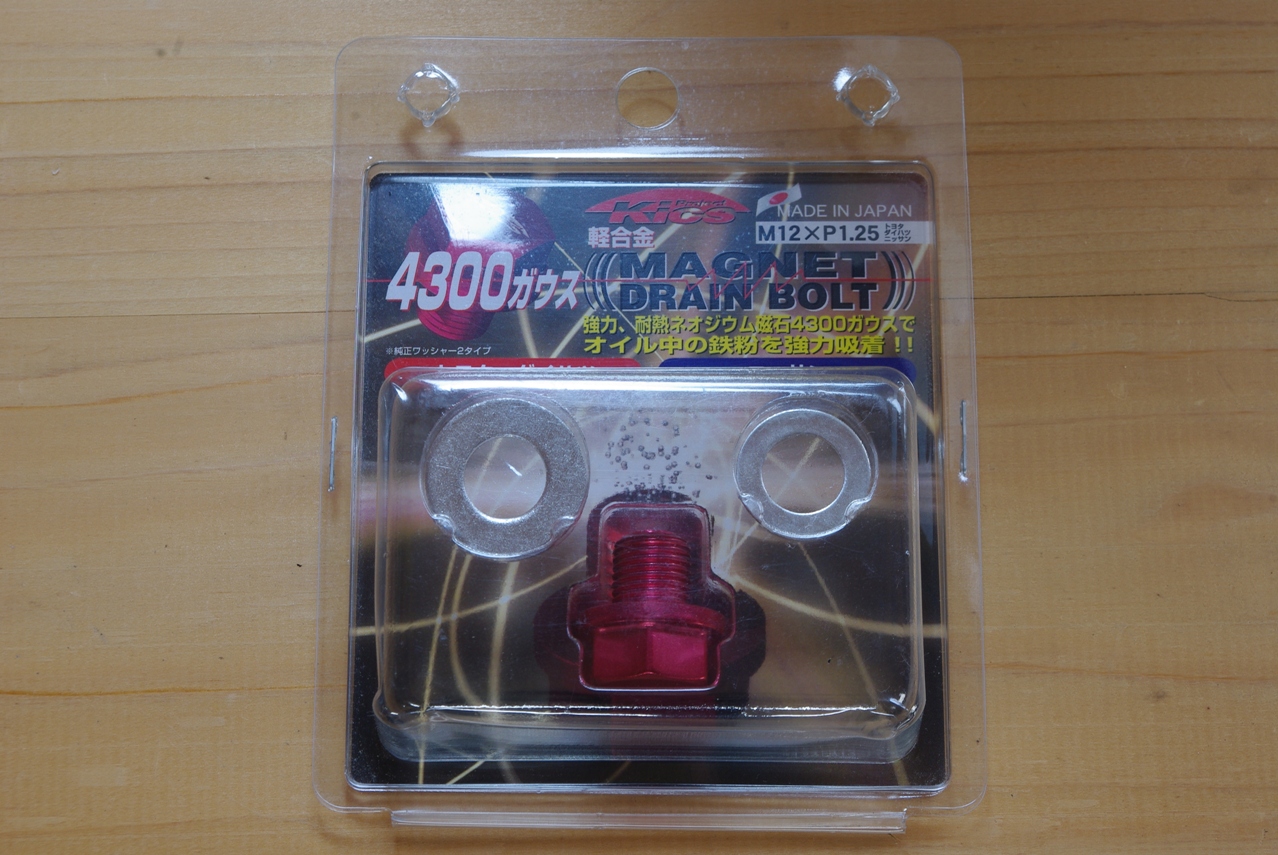 Project
Kics
MADE IN JAPAN
M12×P1.25
トヨタ
ダイハツ
ニッサン
軽合金
4300ガウス
MAGNET
DRAIN BOLT
強力、耐熱ネオジウム磁石4300ガウスで
オイル中の鉄粉を強力吸着!!
※純正ワッシャー2タイプ